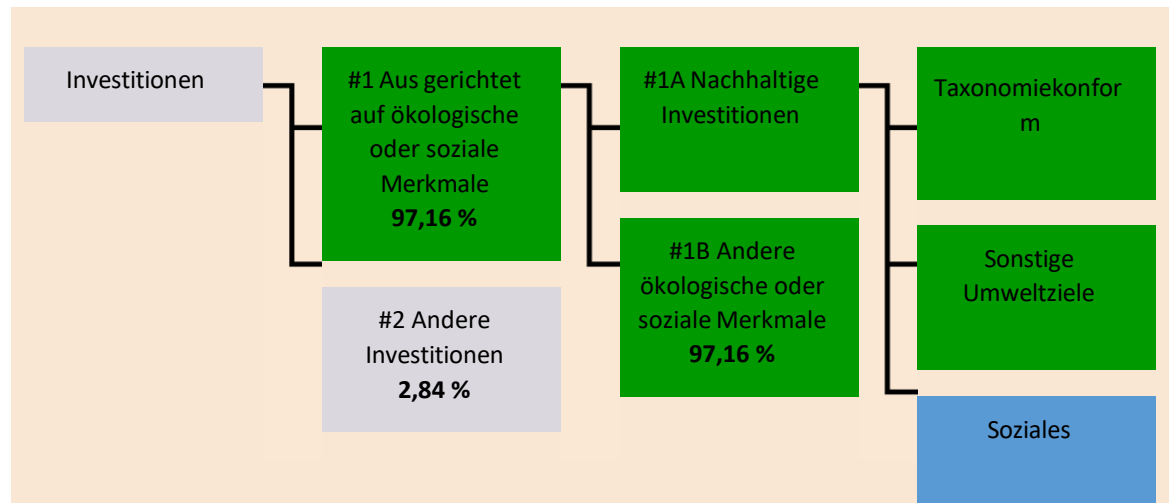 Investitionen
#1 Aus gerichtet
auf ökologische
oder soziale
Merkmale
97,16 %
#2 Andere
Investitionen
2,84 %
#1A Nachhaltige
Investitionen
#1B Andere
ökologische oder
soziale Merkmale
97,16 %
Taxonomiekonfor
m
Sonstige
Umweltziele
Soziales